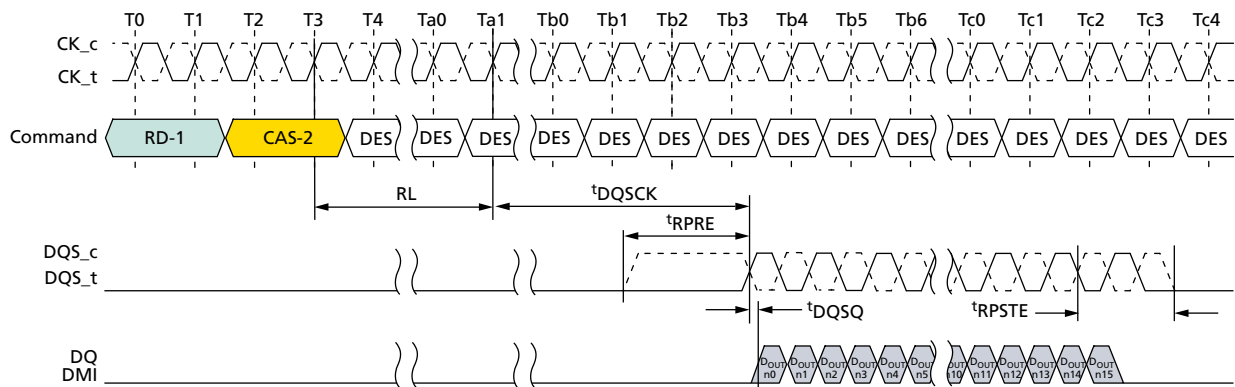 T0 T1 T2 T3 T4 Ta0 Ta1 Tb0 Tb1 Tb2 Tb3 Tb4 Tb5 Tb6 Tc0 Tc1 Tc2 Tc3 Tc4
CK_c
CK_t
Command RD-1 CAS-2 DES DES DES DES DES DES DES DES DES DES DES DES DES DES DES
RL tDQSCK
tRPRE
DQS_c
DQS_t
tDQSQ tRPSTE
DQ
DMI
DOUT n0 DOUT n1 DOUT n2 DOUT n3 DOUT n4 DOUT n5 DOUT n10 DOUT n11 DOUT n12 DOUT n13 DOUT n14 DOUT n15